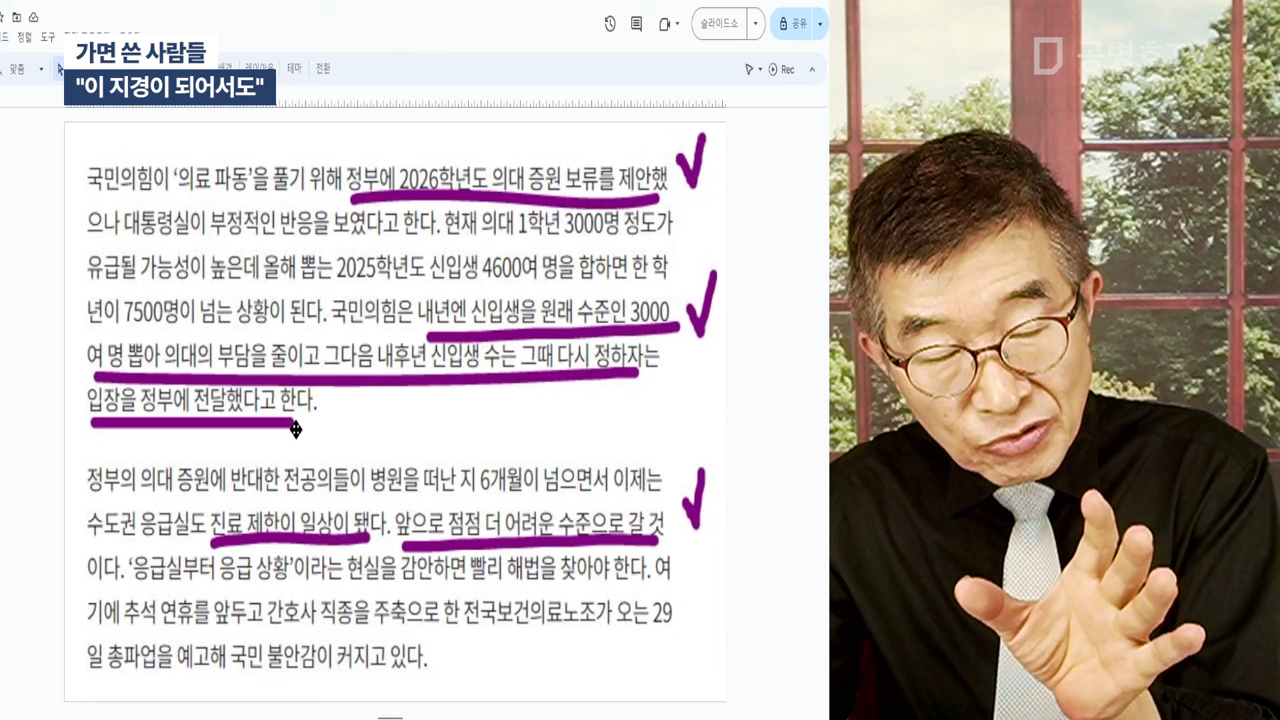 슬라이드쇼
공유
정렬 도구
가면 쓴 사람들
"이 지경이 되어서도"
맞춤
레이아웃
테마
전환
Rec
국민의힘이 ‘의료 파동’을 풀기 위해 정부에 2026학년도 의대 증원 보류를 제안했
으나 대통령실이 부정적인 반응을 보였다고 한다. 현재 의대 1학년 3000명 정도가
유급될 가능성이 높은데 올해 뽑는 2025학년도 신입생 4600여 명을 합하면 한 학
년이 7500명이 넘는 상황이 된다. 국민의힘은 내년엔 신입생을 원래 수준인 3000
여 명 뽑아 의대의 부담을 줄이고 그다음 내후년 신입생 수는 그때 다시 정하자는
입장을 정부에 전달했다고 한다.
정부의 의대 증원에 반대한 전공의들이 병원을 떠난 지 6개월이 넘으면서 이제는
수도권 응급실도 진료 제한이 일상이 됐다. 앞으로 점점 더 어려운 수준으로 갈 것
이다. ‘응급실부터 응급 상황’이라는 현실을 감안하면 빨리 해법을 찾아야 한다. 여
기에 추석 연휴를 앞두고 간호사 직종을 주축으로 한 전국보건의료노조가 오는 29
일 총파업을 예고해 국민 불안감이 커지고 있다.